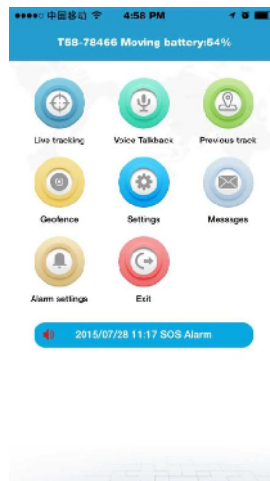 中国移动 4:58 PM
T58-78466 Moving battery:54%
Live tracking Voice Talkback Previous track
Geofence Settings Messages
Alarm settings Exit
2015/07/28 11:17 SOS Alarm